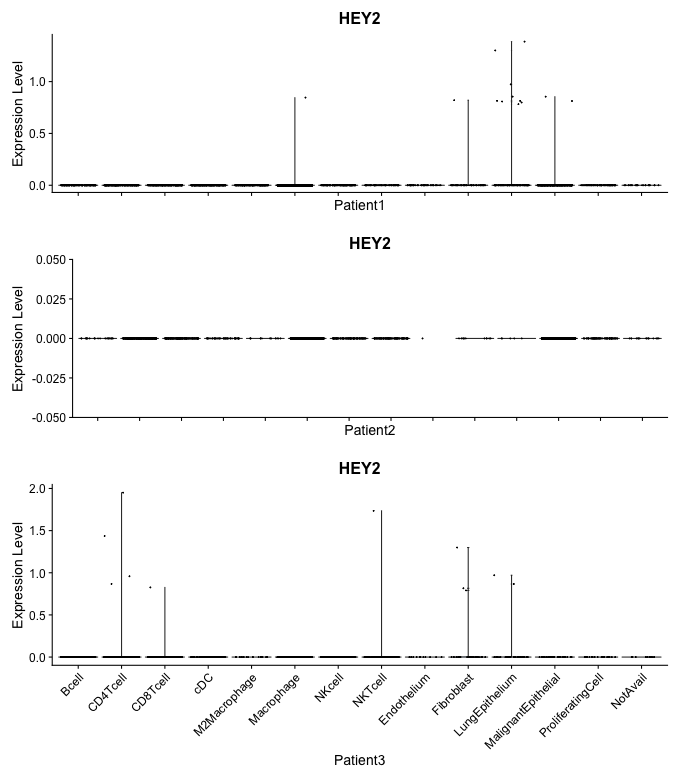 HEY2
Expression Level
1.0
0.5
0.0
Patient1
HEY2
Expression Level
0.050
0.025
0.000
-0.025
-0.050
Patient2
HEY2
Expression Level
2.0
1.5
1.0
0.5
0.0
Bcell
CD4Tcell
CD8Tcell
cDC
M2Macrophage
Macrophage
NKcell
NKTcell
Endothelium
Fibroblast
LungEpithelium
MalignantEpithelial
ProliferatingCell
NotAvail
Patient3